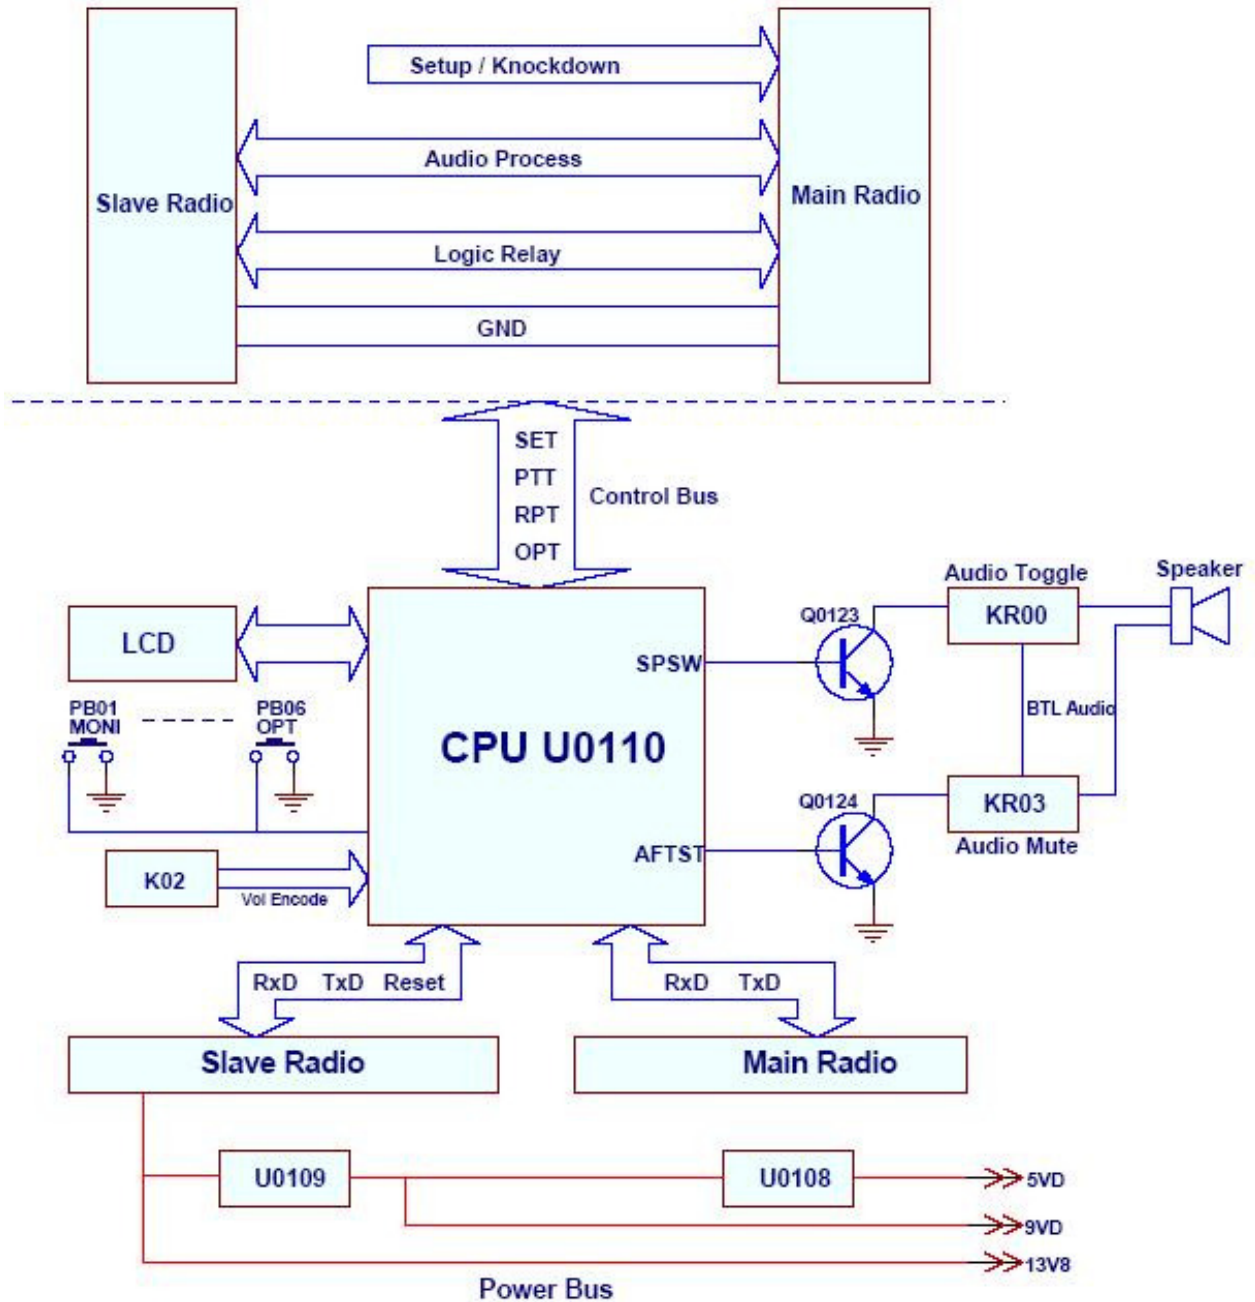 Setup / Knockdown
Audio Process
Slave Radio
Main Radio
Logic Relay
GND
SET
PTT
RPT
OPT
Control Bus
LCD
PB01
MONI
PB06
OPT
CPU U0110
SPSW
AFTST
Q0123
Audio Toggle
KR00
Speaker
BTL Audio
Q0124
KR03
Audio Mute
K02
Vol Encode
RxD TxD Reset
RxD TxD
Slave Radio
Main Radio
U0109
U0108
5VD
9VD
13V8
Power Bus